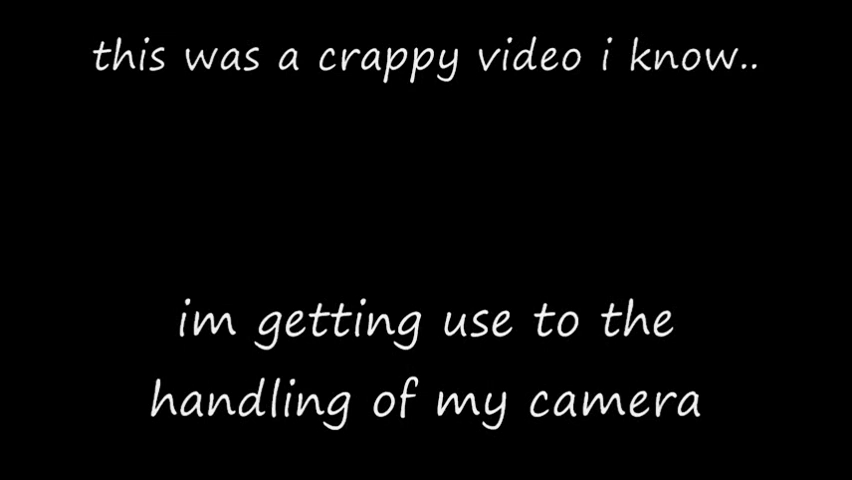 this was a crappy video i know..
im getting use to the
handling of my camera